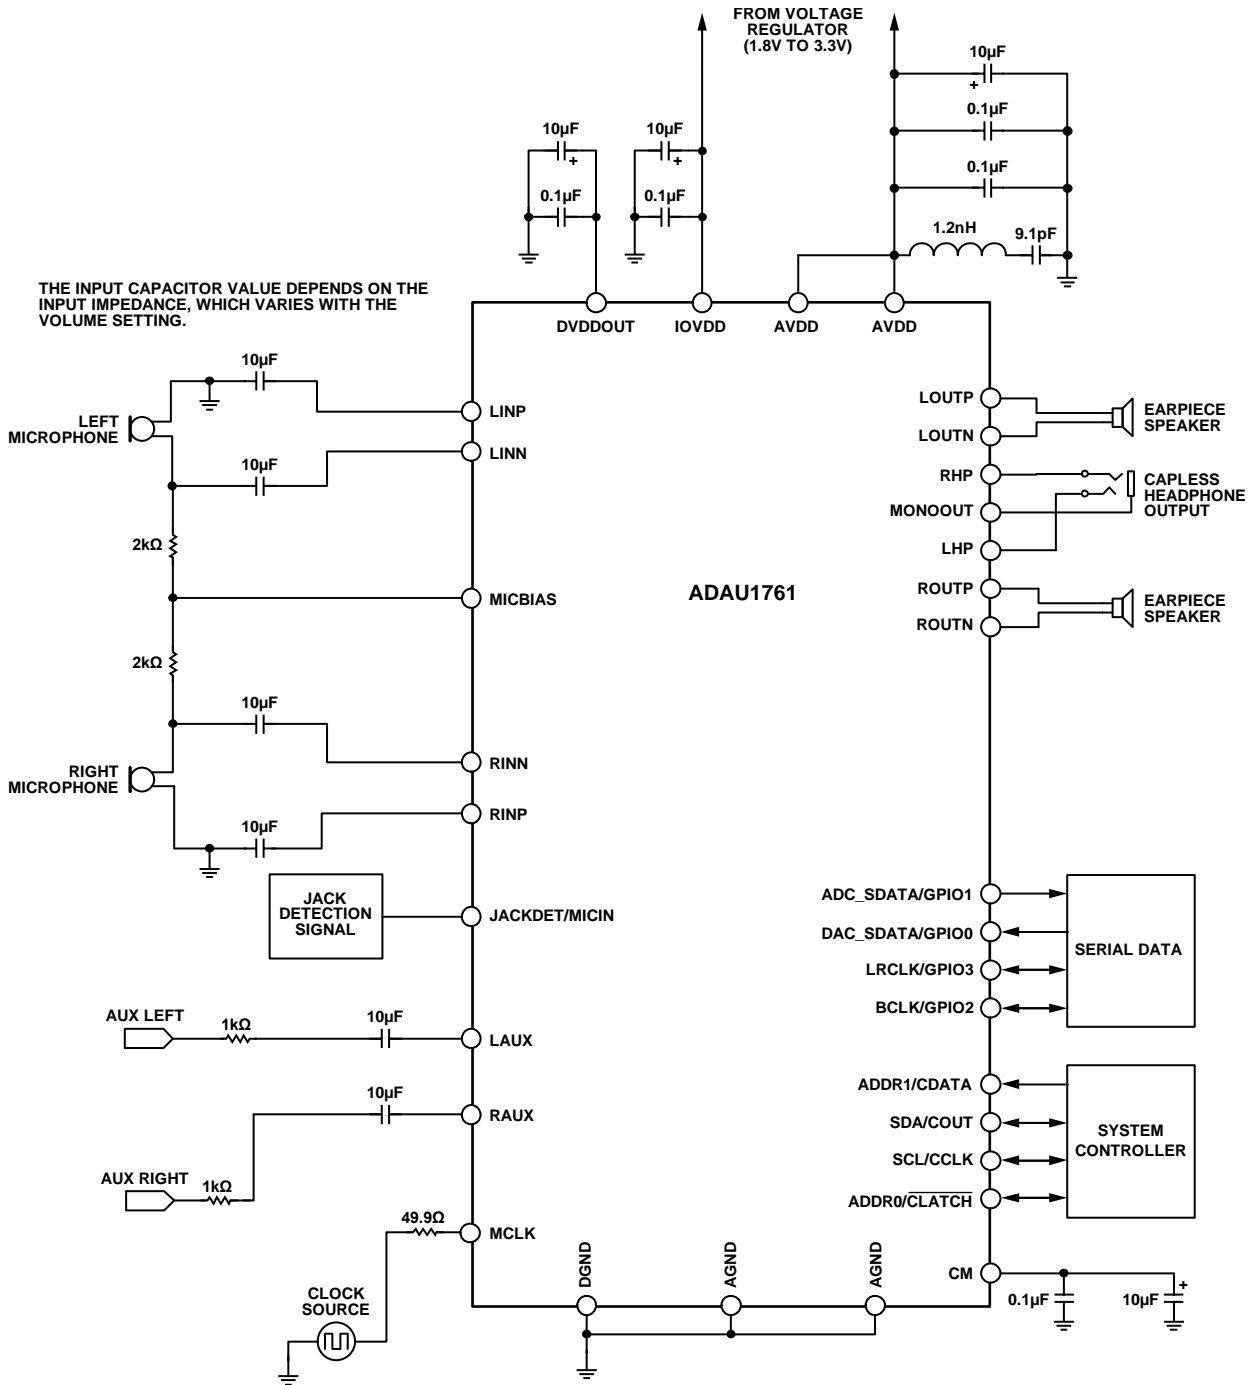 FROM VOLTAGE
REGULATOR
(1.8V TO 3.3V)
10µF
0.1µF
0.1µF
1.2nH
9.1pF
10µF
0.1µF
10µF
0.1µF
THE INPUT CAPACITOR VALUE DEPENDS ON THE
INPUT IMPEDANCE, WHICH VARIES WITH THE
VOLUME SETTING.
DVDDOUT
IOVDD
AVDD
AVDD
10µF
LEFT
MICROPHONE
10µF
2kΩ
2kΩ
10µF
RIGHT
MICROPHONE
10µF
JACK
DETECTION
SIGNAL
AUX LEFT
1kΩ
10µF
10µF
AUX RIGHT
1kΩ
49.9Ω
CLOCK
SOURCE
LINP
LINN
MICBIAS
RINN
RINP
JACKDET/MICIN
LAUX
RAUX
MCLK
ADAU1761
LOUTP
LOUTN
RHP
MONOOUT
LHP
ROUTP
ROUTN
EARPIECE
SPEAKER
CAPLESS
HEADPHONE
OUTPUT
EARPIECE
SPEAKER
ADC_SDATA/GPIO1
DAC_SDATA/GPIO0
LRCLK/GPIO3
BCLK/GPIO2
SERIAL DATA
ADDR1/CDATA
SDA/COUT
SCL/CCLK
ADDR0/CLATCH
SYSTEM
CONTROLLER
CM
0.1µF
10µF
DGND
AGND
AGND